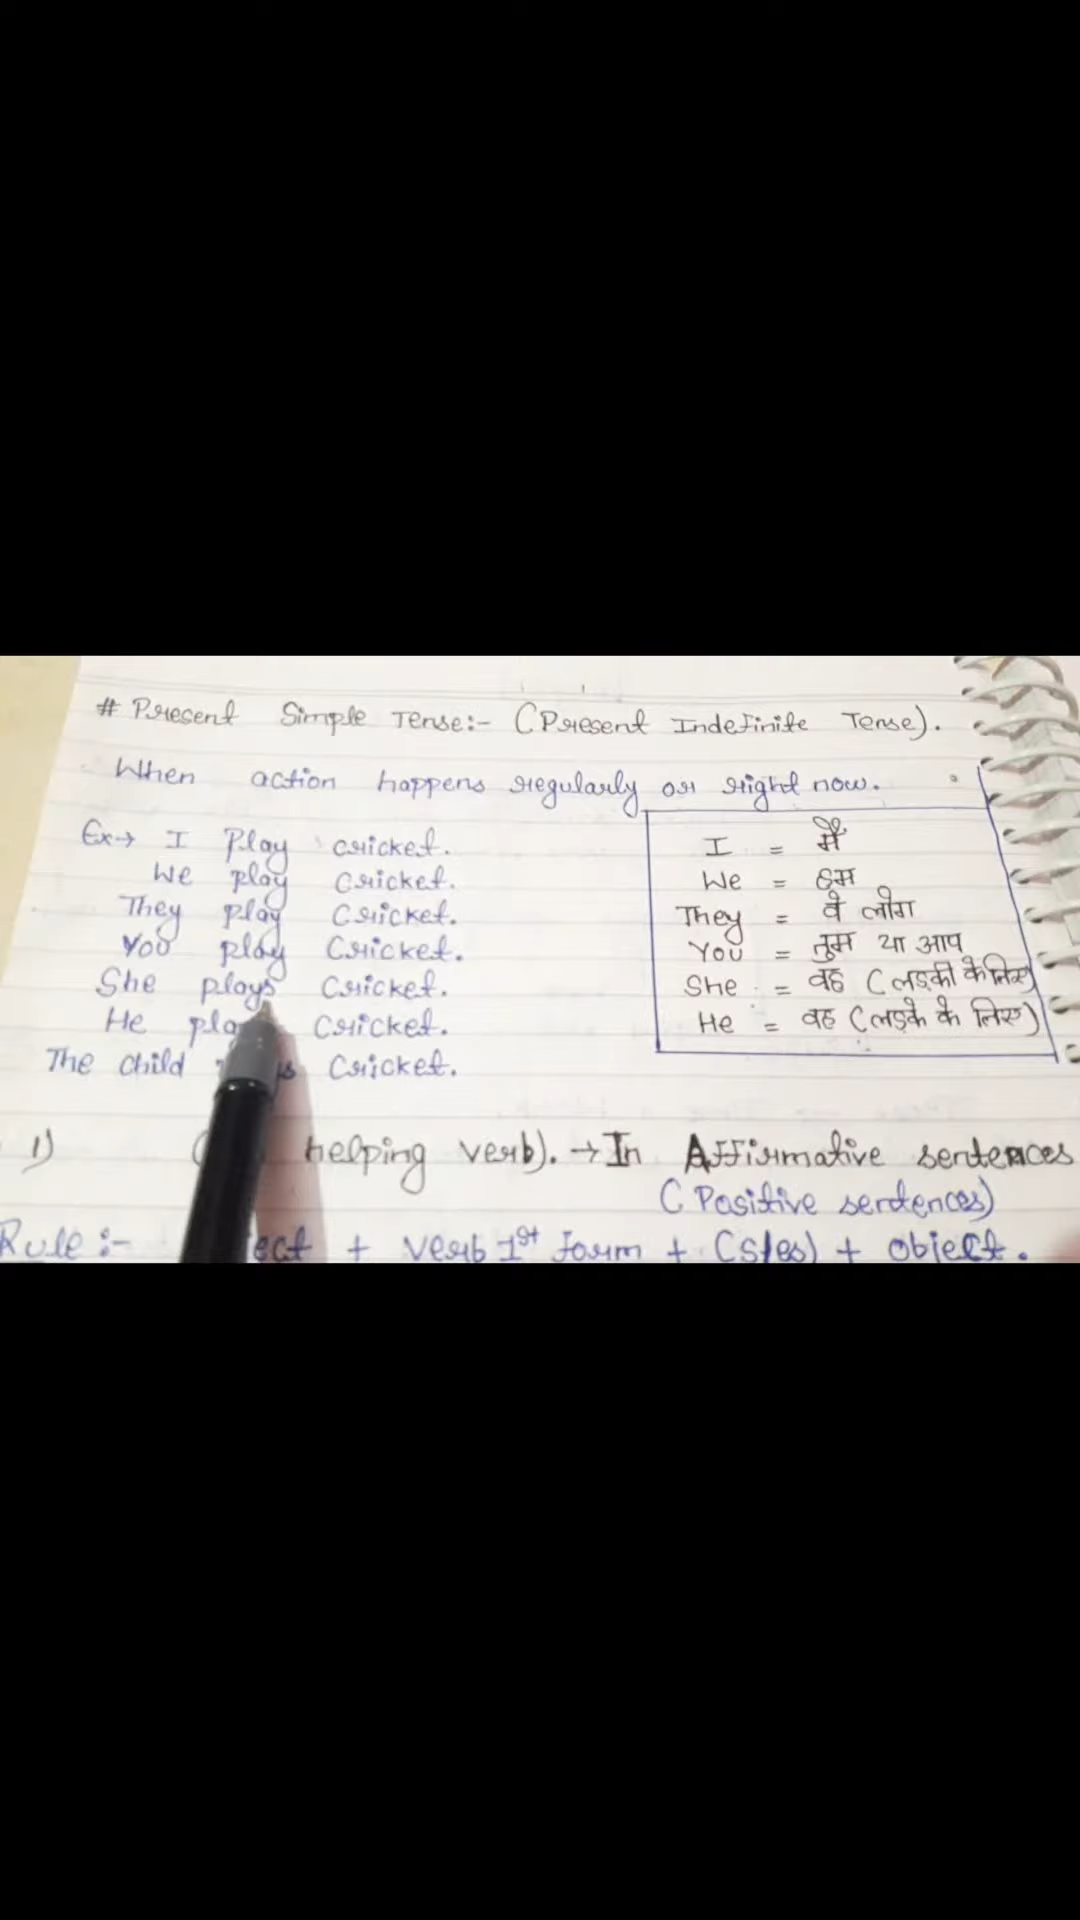 # Present Simple Tense:- (Present Indefinite Tense).
When action happens regularly or right now.
Ex→ I Play cricket.
We play cricket.
They play Cricket.
You play Cricket.
She plays Cricket.
He Cricket.
The child Cricket.
I = मैं
We = हम
They = वे लोग
You = तुम या आप
She = वह (लड़की के लिए)
He = वह (लड़के के लिए)
1) helping verb). → In Affirmative sentences
(Positive sentences)
Rule:- + verb 1st form + (s/es) + object.